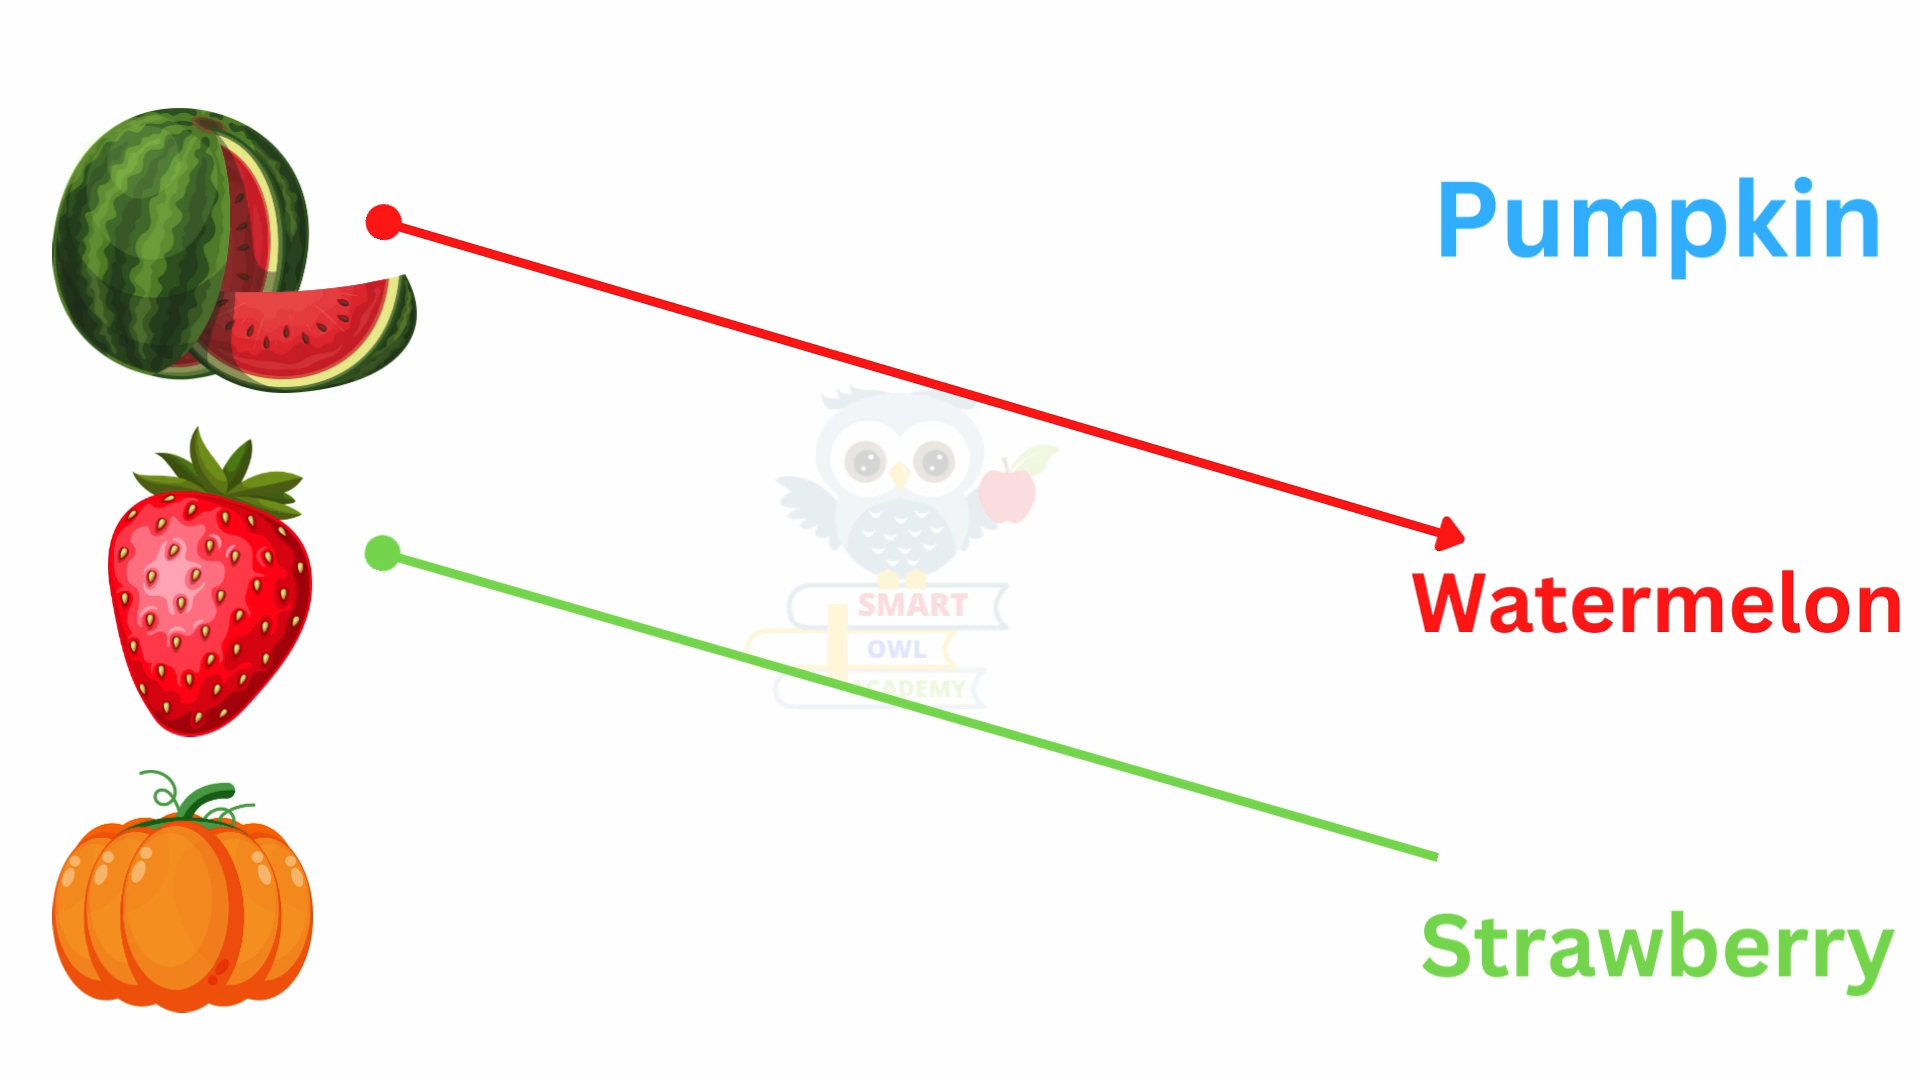 Pumpkin
Watermelon
SMART
OWL
ACADEMY
Strawberry